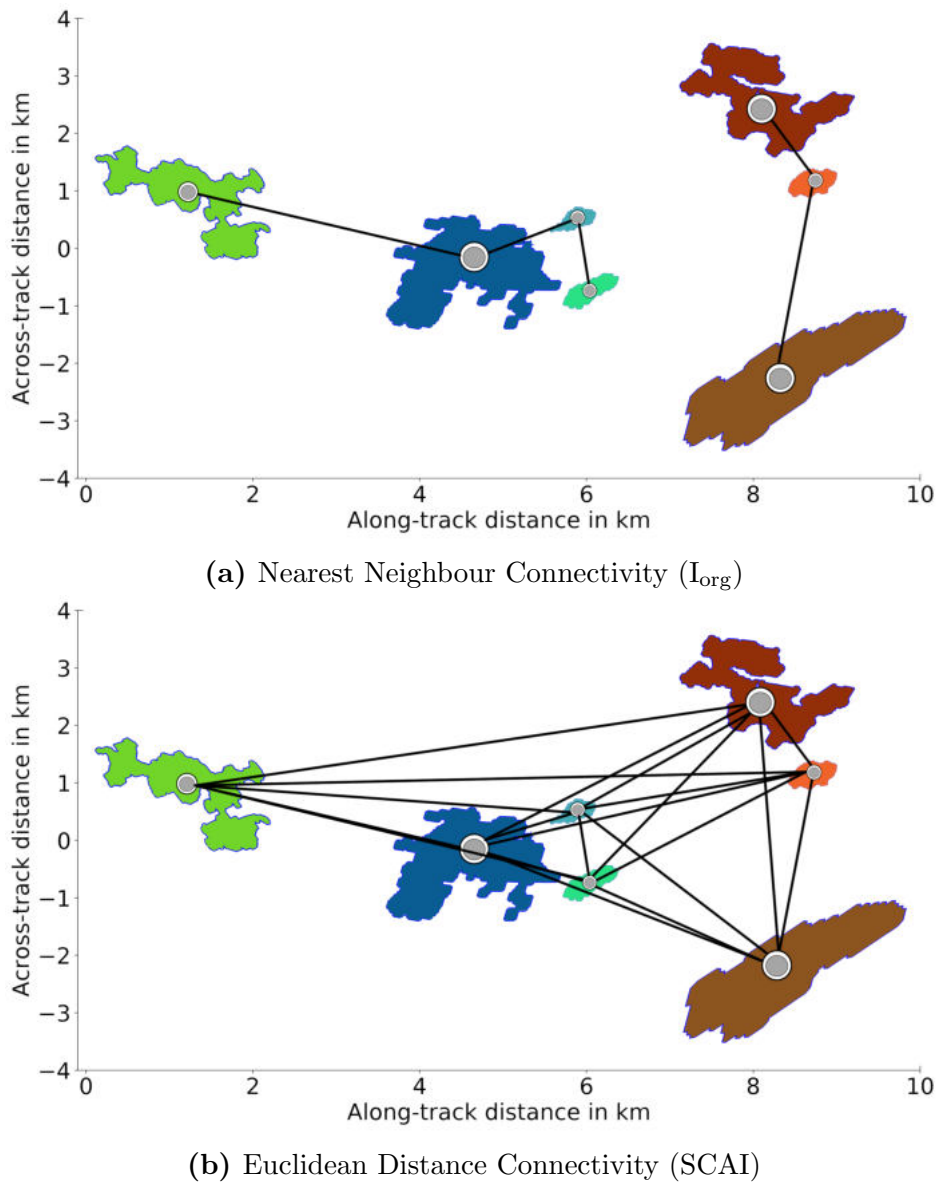 4
3
2
1
0
−1
−2
−3
−4
Across-track distance in km
0 2 4 6 8 10
Along-track distance in km
(a) Nearest Neighbour Connectivity (Iorg)
4
3
2
1
0
−1
−2
−3
−4
Across-track distance in km
0 2 4 6 8 10
Along-track distance in km
(b) Euclidean Distance Connectivity (SCAI)